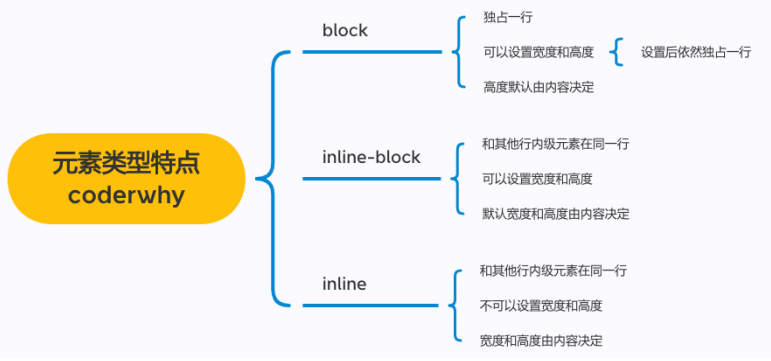 元素类型特点
coderwhy
block
独占一行
可以设置宽度和高度
设置后依然独占一行
高度默认由内容决定
inline-block
和其他行内级元素在同一行
可以设置宽度和高度
默认宽度和高度由内容决定
inline
和其他行内级元素在同一行
不可以设置宽度和高度
宽度和高度由内容决定